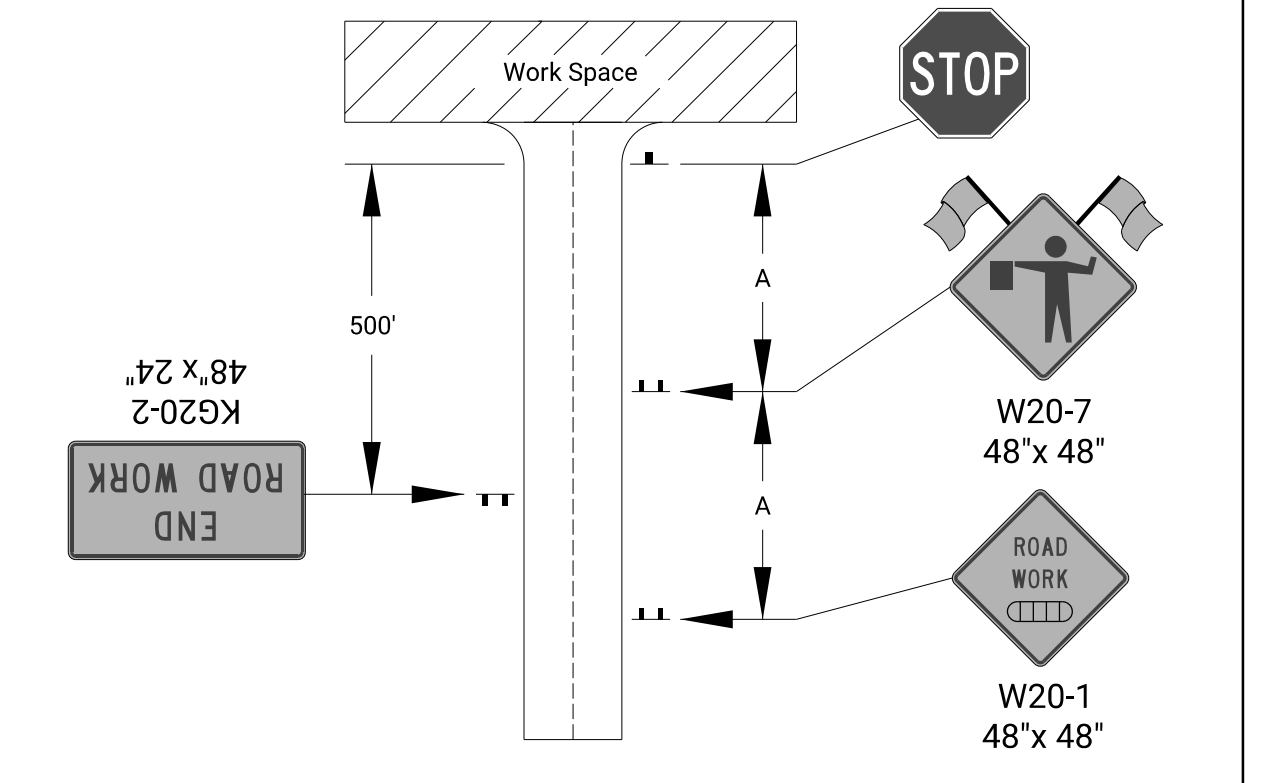 Work Space
STOP
A
500'
48"x 24"
KG20-2
ROAD WORK
END
W20-7
48"x 48"
A
ROAD
WORK
W20-1
48"x 48"